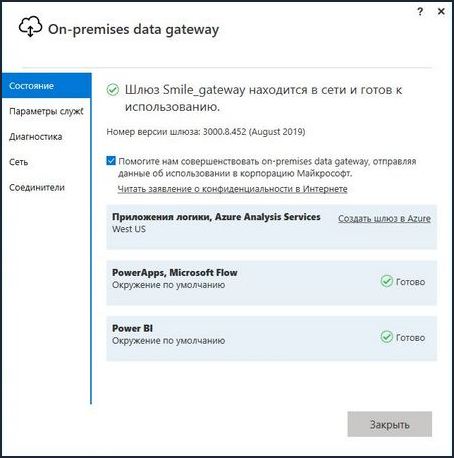 ? ×
On-premises data gateway
Состояние
Параметры служб
Диагностика
Сеть
Соединители
Шлюз Smile_gateway находится в сети и готов к
использованию.
Номер версии шлюза: 3000.8.452 (August 2019)
Помогите нам совершенствовать on-premises data gateway, отправляя
данные об использовании в корпорацию Майкрософт.
Читать заявление о конфиденциальности в Интернете
Приложения логики, Azure Analysis Services Создать шлюз в Azure
West US
PowerApps, Microsoft Flow
Окружение по умолчанию Готово
Power BI
Окружение по умолчанию Готово
Закрыть